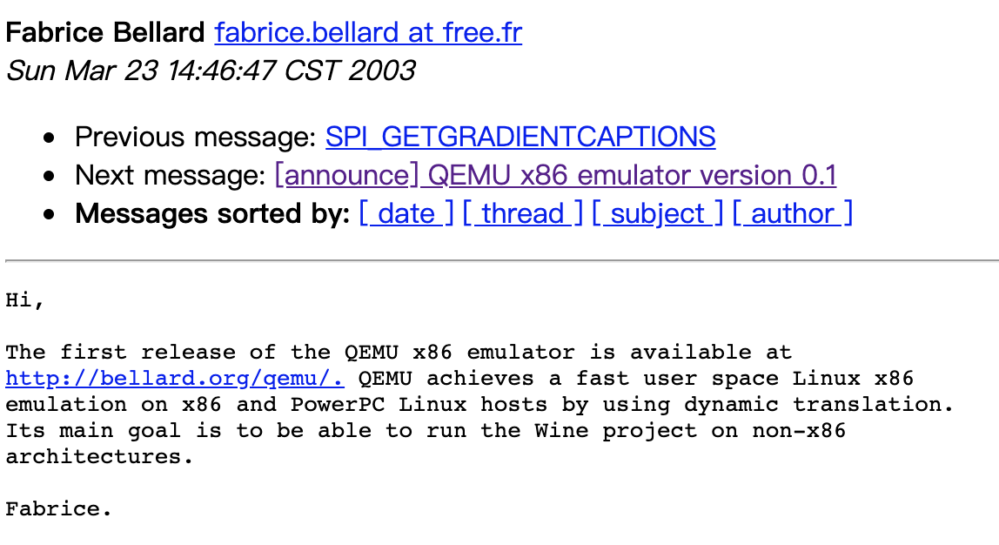 Fabrice Bellard fabrice.bellard at free.fr
Sun Mar 23 14:46:47 CST 2003
• Previous message: SPI_GETGRADIENTCAPTIONS
• Next message: [announce] QEMU x86 emulator version 0.1
• Messages sorted by: [ date ] [ thread ] [ subject ] [ author ]
Hi,
The first release of the QEMU x86 emulator is available at
http://bellard.org/qemu/. QEMU achieves a fast user space Linux x86
emulation on x86 and PowerPC Linux hosts by using dynamic translation.
Its main goal is to be able to run the Wine project on non-x86
architectures.
Fabrice.